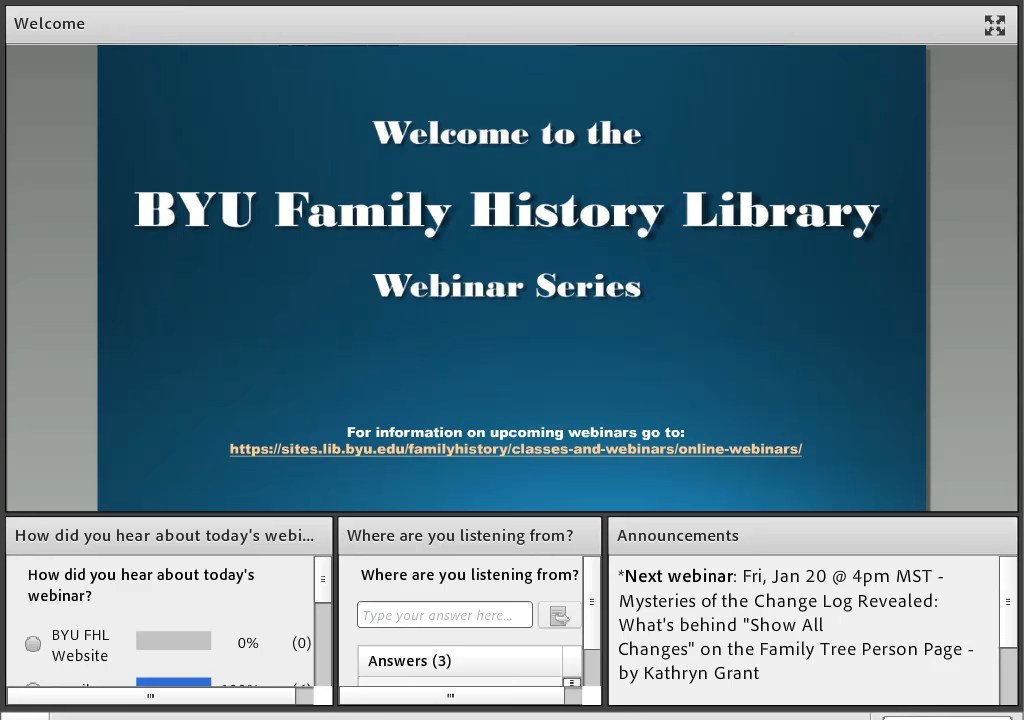 Welcome
Welcome to the
BYU Family History Library
Webinar Series
For information on upcoming webinars go to:
https://sites.lib.byu.edu/familyhistory/classes-and-webinars/online-webinars/
How did you hear about today's webi...
How did you hear about today's
webinar?
BYU FHL
Website
0%
(0)
Where are you listening from?
Where are you listening from?
Type your answer here...
Answers (3)
Announcements
*Next webinar: Fri, Jan 20 @ 4pm MST -
Mysteries of the Change Log Revealed:
What's behind "Show All
Changes" on the Family Tree Person Page -
by Kathryn Grant